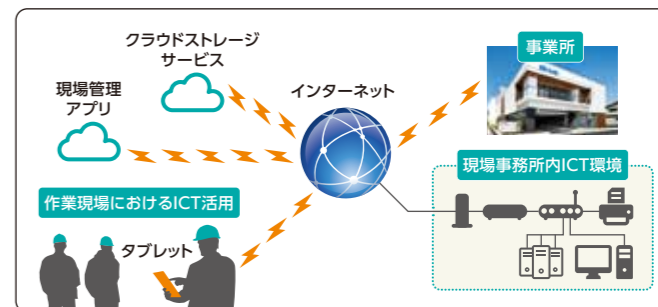 クラウドストレージ
サービス
現場管理
アプリ
インターネット
事業所
現場事務所内ICT環境
作業現場におけるICT活用
タブレット